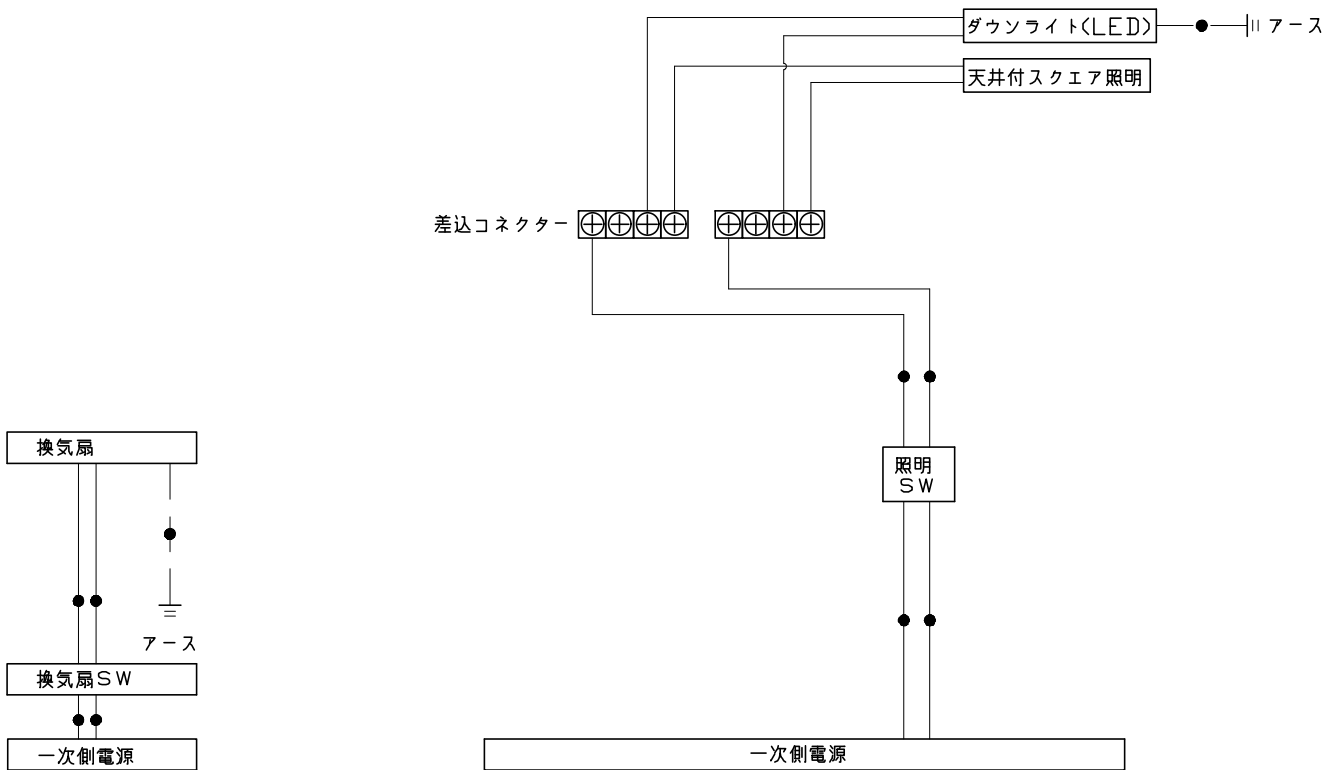 ダウンライト(LED)
アース
天井付スクエア照明
差込コネクター
換気扇
照明
SW
アース
換気扇SW
一次側電源
一次側電源